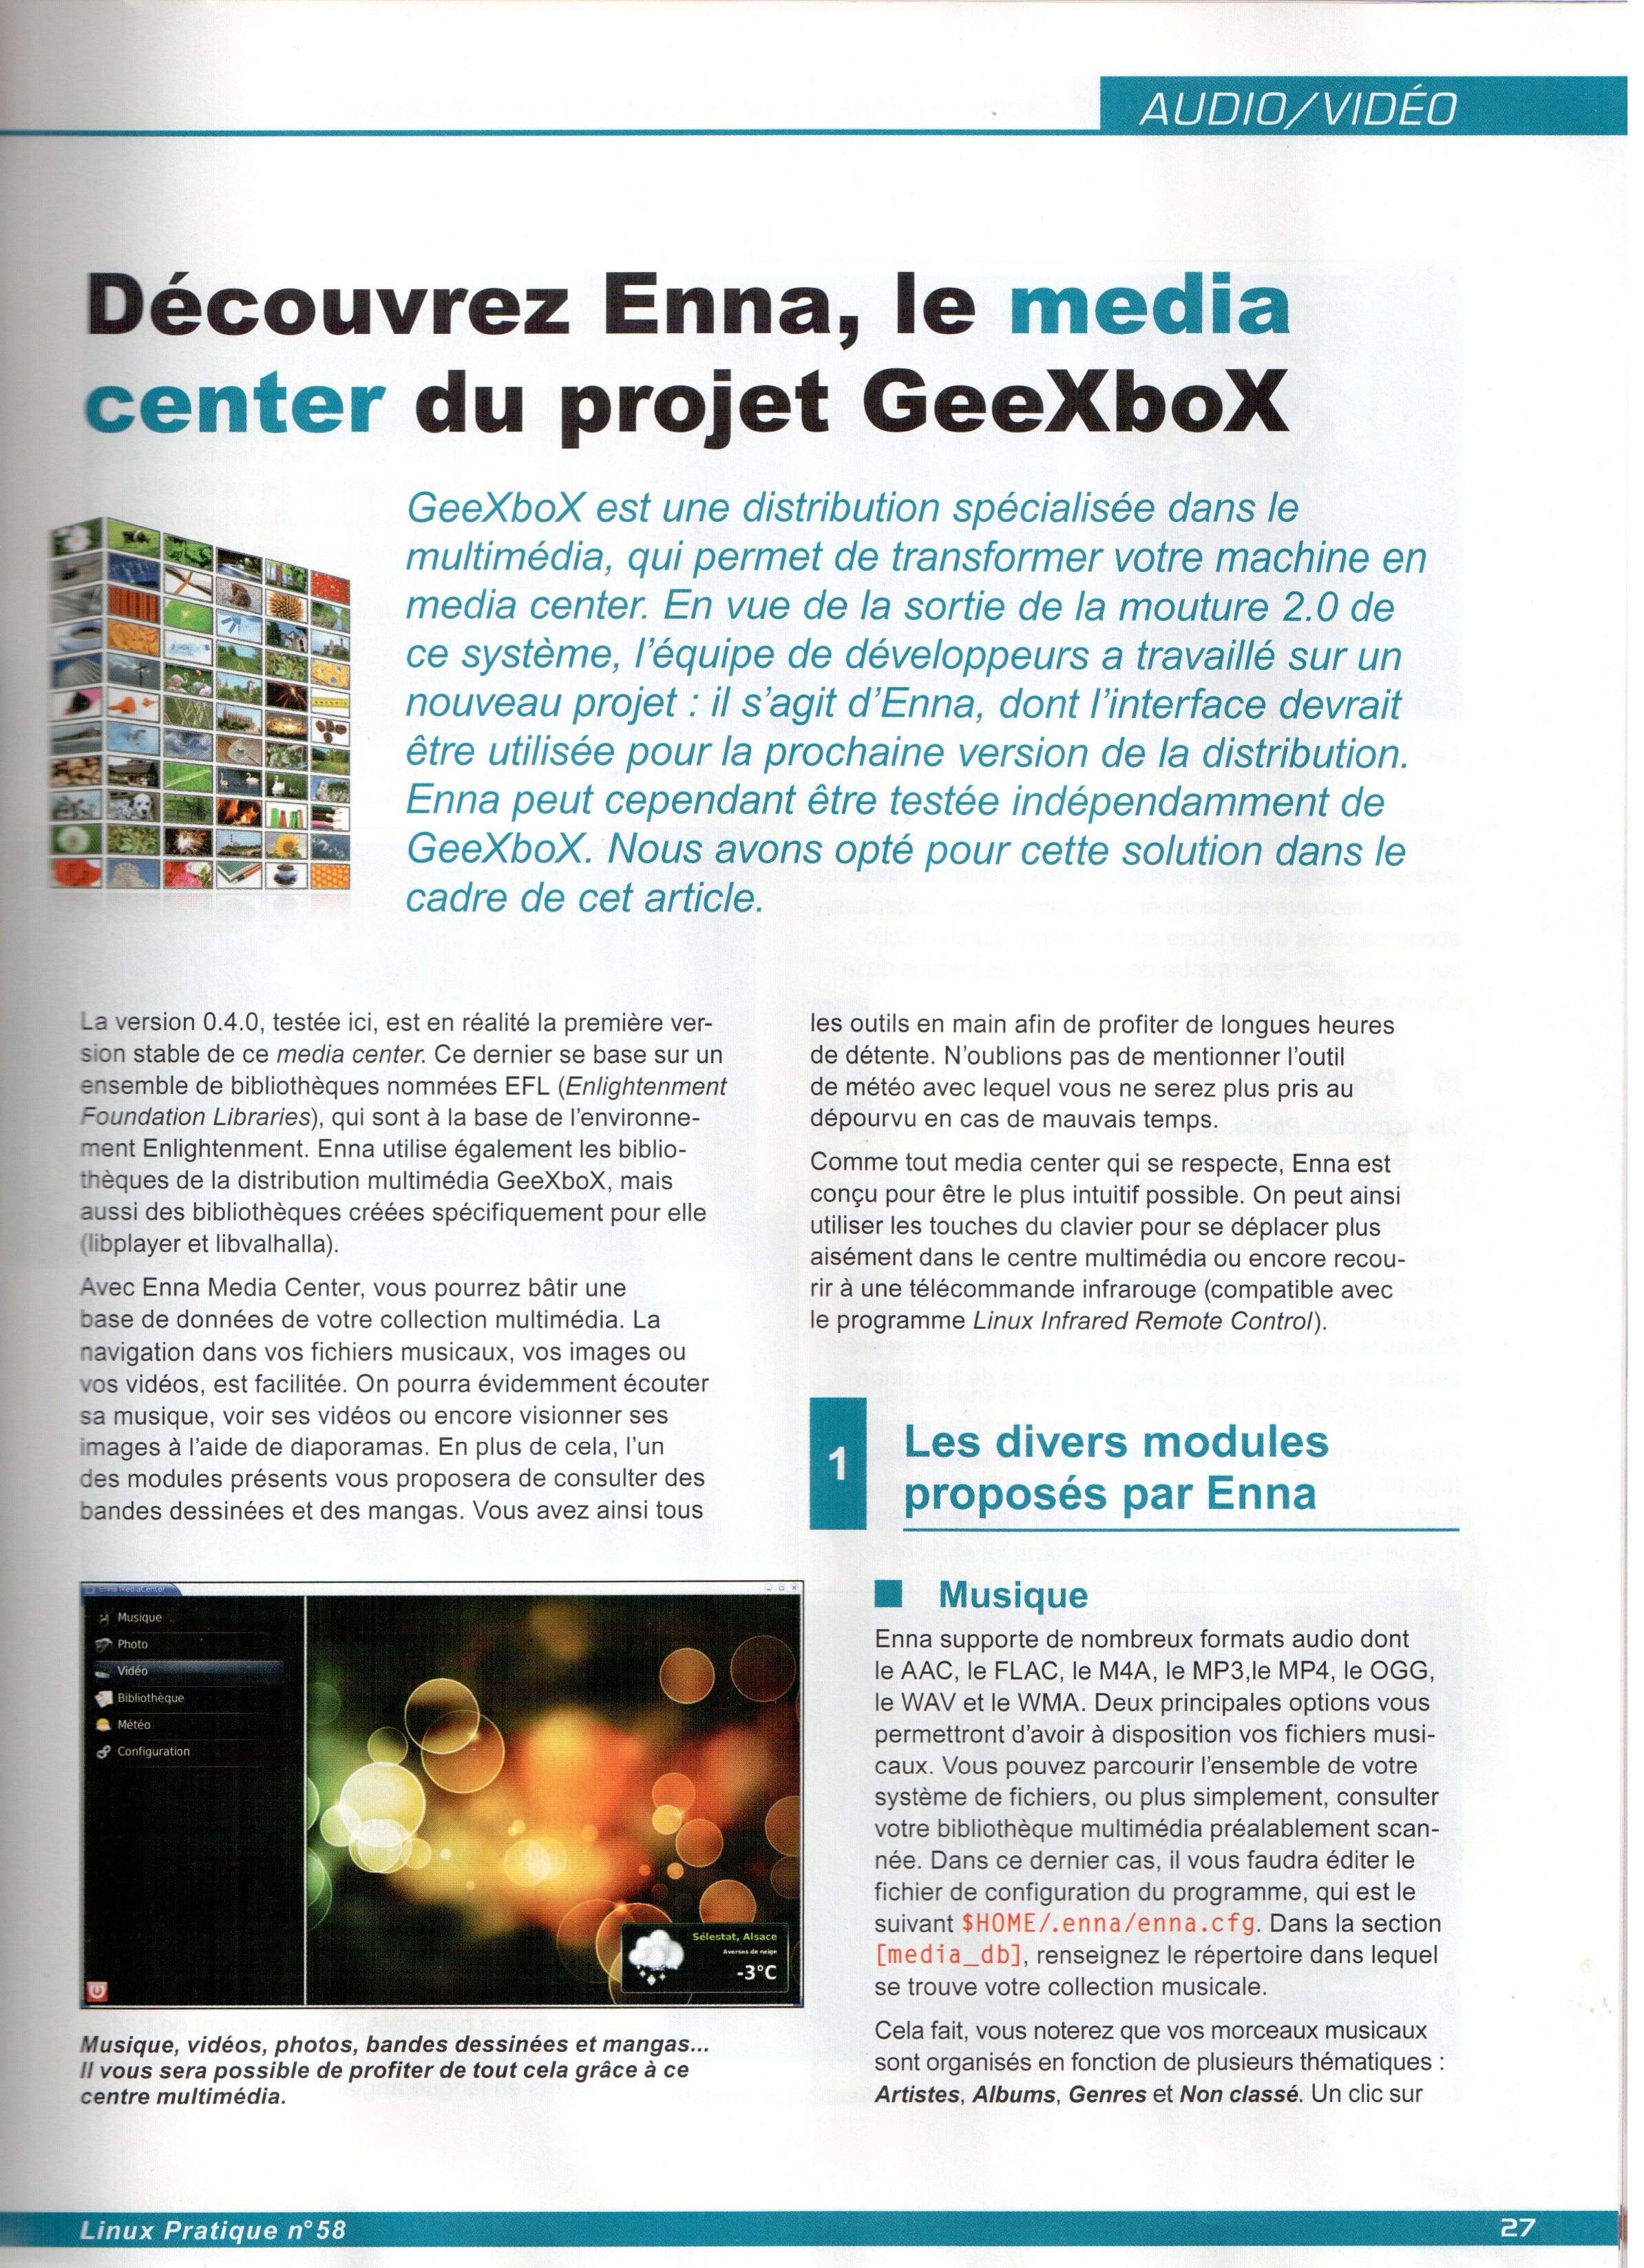 AUDIO/VIDÉO
Découvrez Enna, le media
center du projet GeeXboX
GeeXboX est une distribution spécialisée dans le
multimédia, qui permet de transformer votre machine en
media center. En vue de la sortie de la mouture 2.0 de
ce système, l'équipe de développeurs a travaillé sur un
nouveau projet : il s'agit d'Enna, dont l'interface devrait
être utilisée pour la prochaine version de la distribution.
Enna peut cependant être testée indépendamment de
GeeXboX. Nous avons opté pour cette solution dans le
cadre de cet article.
La version 0.4.0, testée ici, est en réalité la première ver-
sion stable de ce media center. Ce dernier se base sur un
ensemble de bibliothèques nommées EFL (Enlightenment
Foundation Libraries), qui sont à la base de l'environne-
ment Enlightenment. Enna utilise également les biblio-
thèques de la distribution multimédia GeeXboX, mais
aussi des bibliothèques créées spécifiquement pour elle
(libplayer et libvalhalla).
Avec Enna Media Center, vous pourrez bâtir une
base de données de votre collection multimédia. La
navigation dans vos fichiers musicaux, vos images ou
vos vidéos, est facilitée. On pourra évidemment écouter
sa musique, voir ses vidéos ou encore visionner ses
images à l'aide de diaporamas. En plus de cela, l'un
des modules présents vous proposera de consulter des
bandes dessinées et des mangas. Vous avez ainsi tous
Enna MediaCenter
Musique
Photo
Vidéo
Bibliothèque
Météo
Configuration
Sélestat, Alsace
Averses de neige
-3°C
Musique, vidéos, photos, bandes dessinées et mangas...
Il vous sera possible de profiter de tout cela grâce à ce
centre multimédia.
les outils en main afin de profiter de longues heures
de détente. N'oublions pas de mentionner l'outil
de météo avec lequel vous ne serez plus pris au
dépourvu en cas de mauvais temps.
Comme tout media center qui se respecte, Enna est
conçu pour être le plus intuitif possible. On peut ainsi
utiliser les touches du clavier pour se déplacer plus
aisément dans le centre multimédia ou encore recou-
rir à une télécommande infrarouge (compatible avec
le programme Linux Infrared Remote Control).
1
Les divers modules
proposés par Enna
Musique
Enna supporte de nombreux formats audio dont
le AAC, le FLAC, le M4A, le MP3,le MP4, le OGG,
le WAV et le WMA. Deux principales options vous
permettront d'avoir à disposition vos fichiers musi-
caux. Vous pouvez parcourir l'ensemble de votre
système de fichiers, ou plus simplement, consulter
votre bibliothèque multimédia préalablement scan-
née. Dans ce dernier cas, il vous faudra éditer le
fichier de configuration du programme, qui est le
suivant $HOME/.enna/enna.cfg. Dans la section
[media_db], renseignez le répertoire dans lequel
se trouve votre collection musicale.
Cela fait, vous noterez que vos morceaux musicaux
sont organisés en fonction de plusieurs thématiques :
Artistes, Albums, Genres et Non classé. Un clic sur
Linux Pratique n°58
27